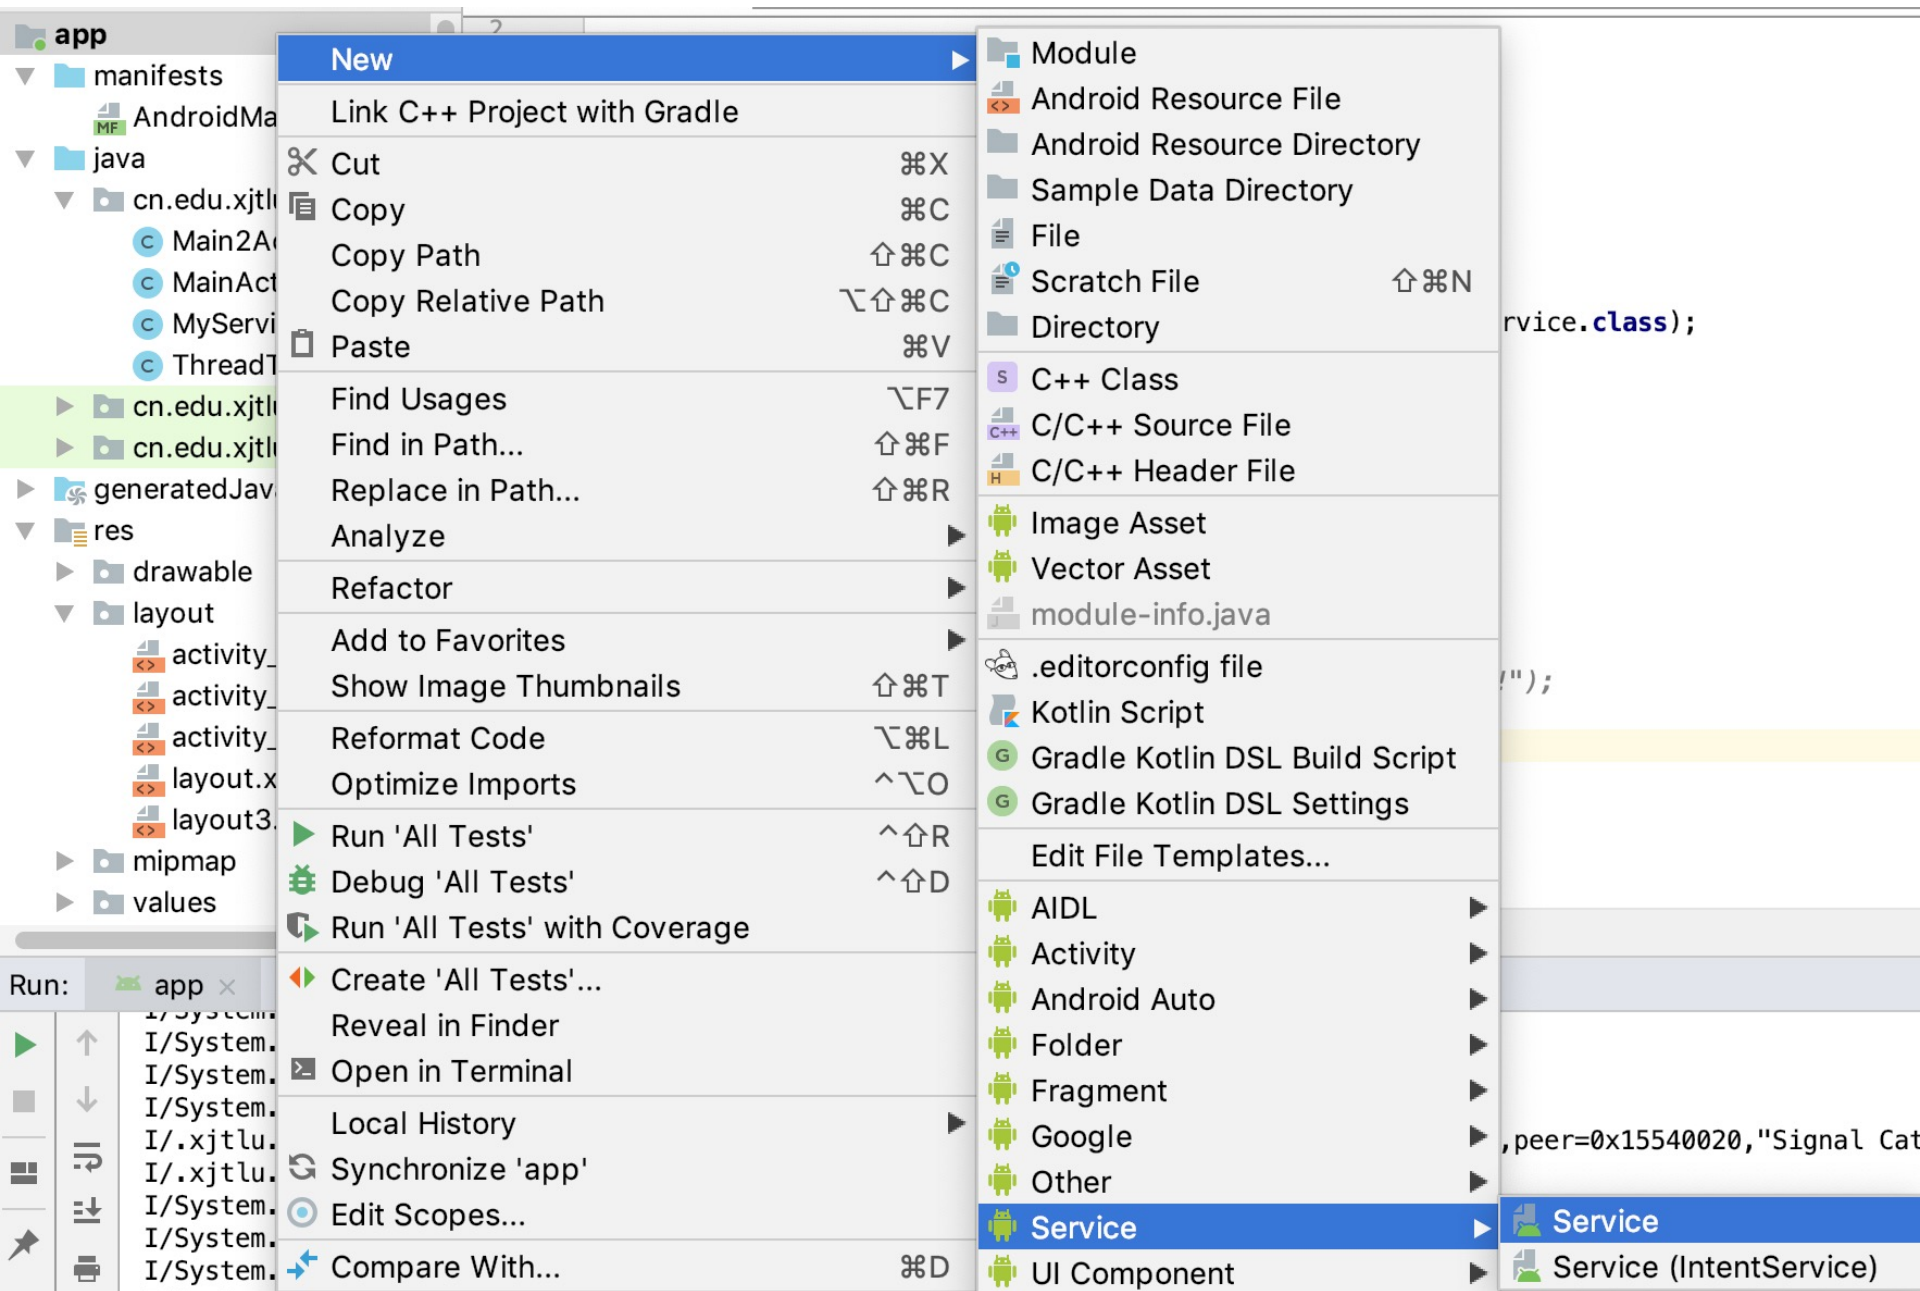 app
2
manifests
AndroidMa
java
cn.edu.xjtl
Main2A
MainAct
MyServi
ThreadT
cn.edu.xjtl
cn.edu.xjtl
generatedJav
res
drawable
layout
activity_
activity_
activity_
layout.x
layout3.
mipmap
values
New
Link C++ Project with Gradle
Cut ⌘X
Copy ⌘C
Copy Path ⇧⌘C
Copy Relative Path ⌥⇧⌘C
Paste ⌘V
Find Usages ⌥F7
Find in Path... ⇧⌘F
Replace in Path... ⇧⌘R
Analyze
Refactor
Add to Favorites
Show Image Thumbnails ⇧⌘T
Reformat Code ⌥⌘L
Optimize Imports ^⌥O
Run 'All Tests' ^⇧R
Debug 'All Tests' ^⇧D
Run 'All Tests' with Coverage
Create 'All Tests'...
Reveal in Finder
Open in Terminal
Local History
Synchronize 'app'
Edit Scopes...
Compare With... ⌘D
Module
Android Resource File
Android Resource Directory
Sample Data Directory
File
Scratch File ⇧⌘N
Directory
C++ Class
C/C++ Source File
C/C++ Header File
Image Asset
Vector Asset
module-info.java
.editorconfig file
Kotlin Script
Gradle Kotlin DSL Build Script
Gradle Kotlin DSL Settings
Edit File Templates...
AIDL
Activity
Android Auto
Folder
Fragment
Google
Other
Service
UI Component
Service
Service (IntentService)
rvice.class);
!");
Run: app
I/System.
I/System.
I/System.
I/System.
I/.xjtlu. ,peer=0x15540020,"Signal Cat
I/.xjtlu.
I/System.
I/System.
I/System.